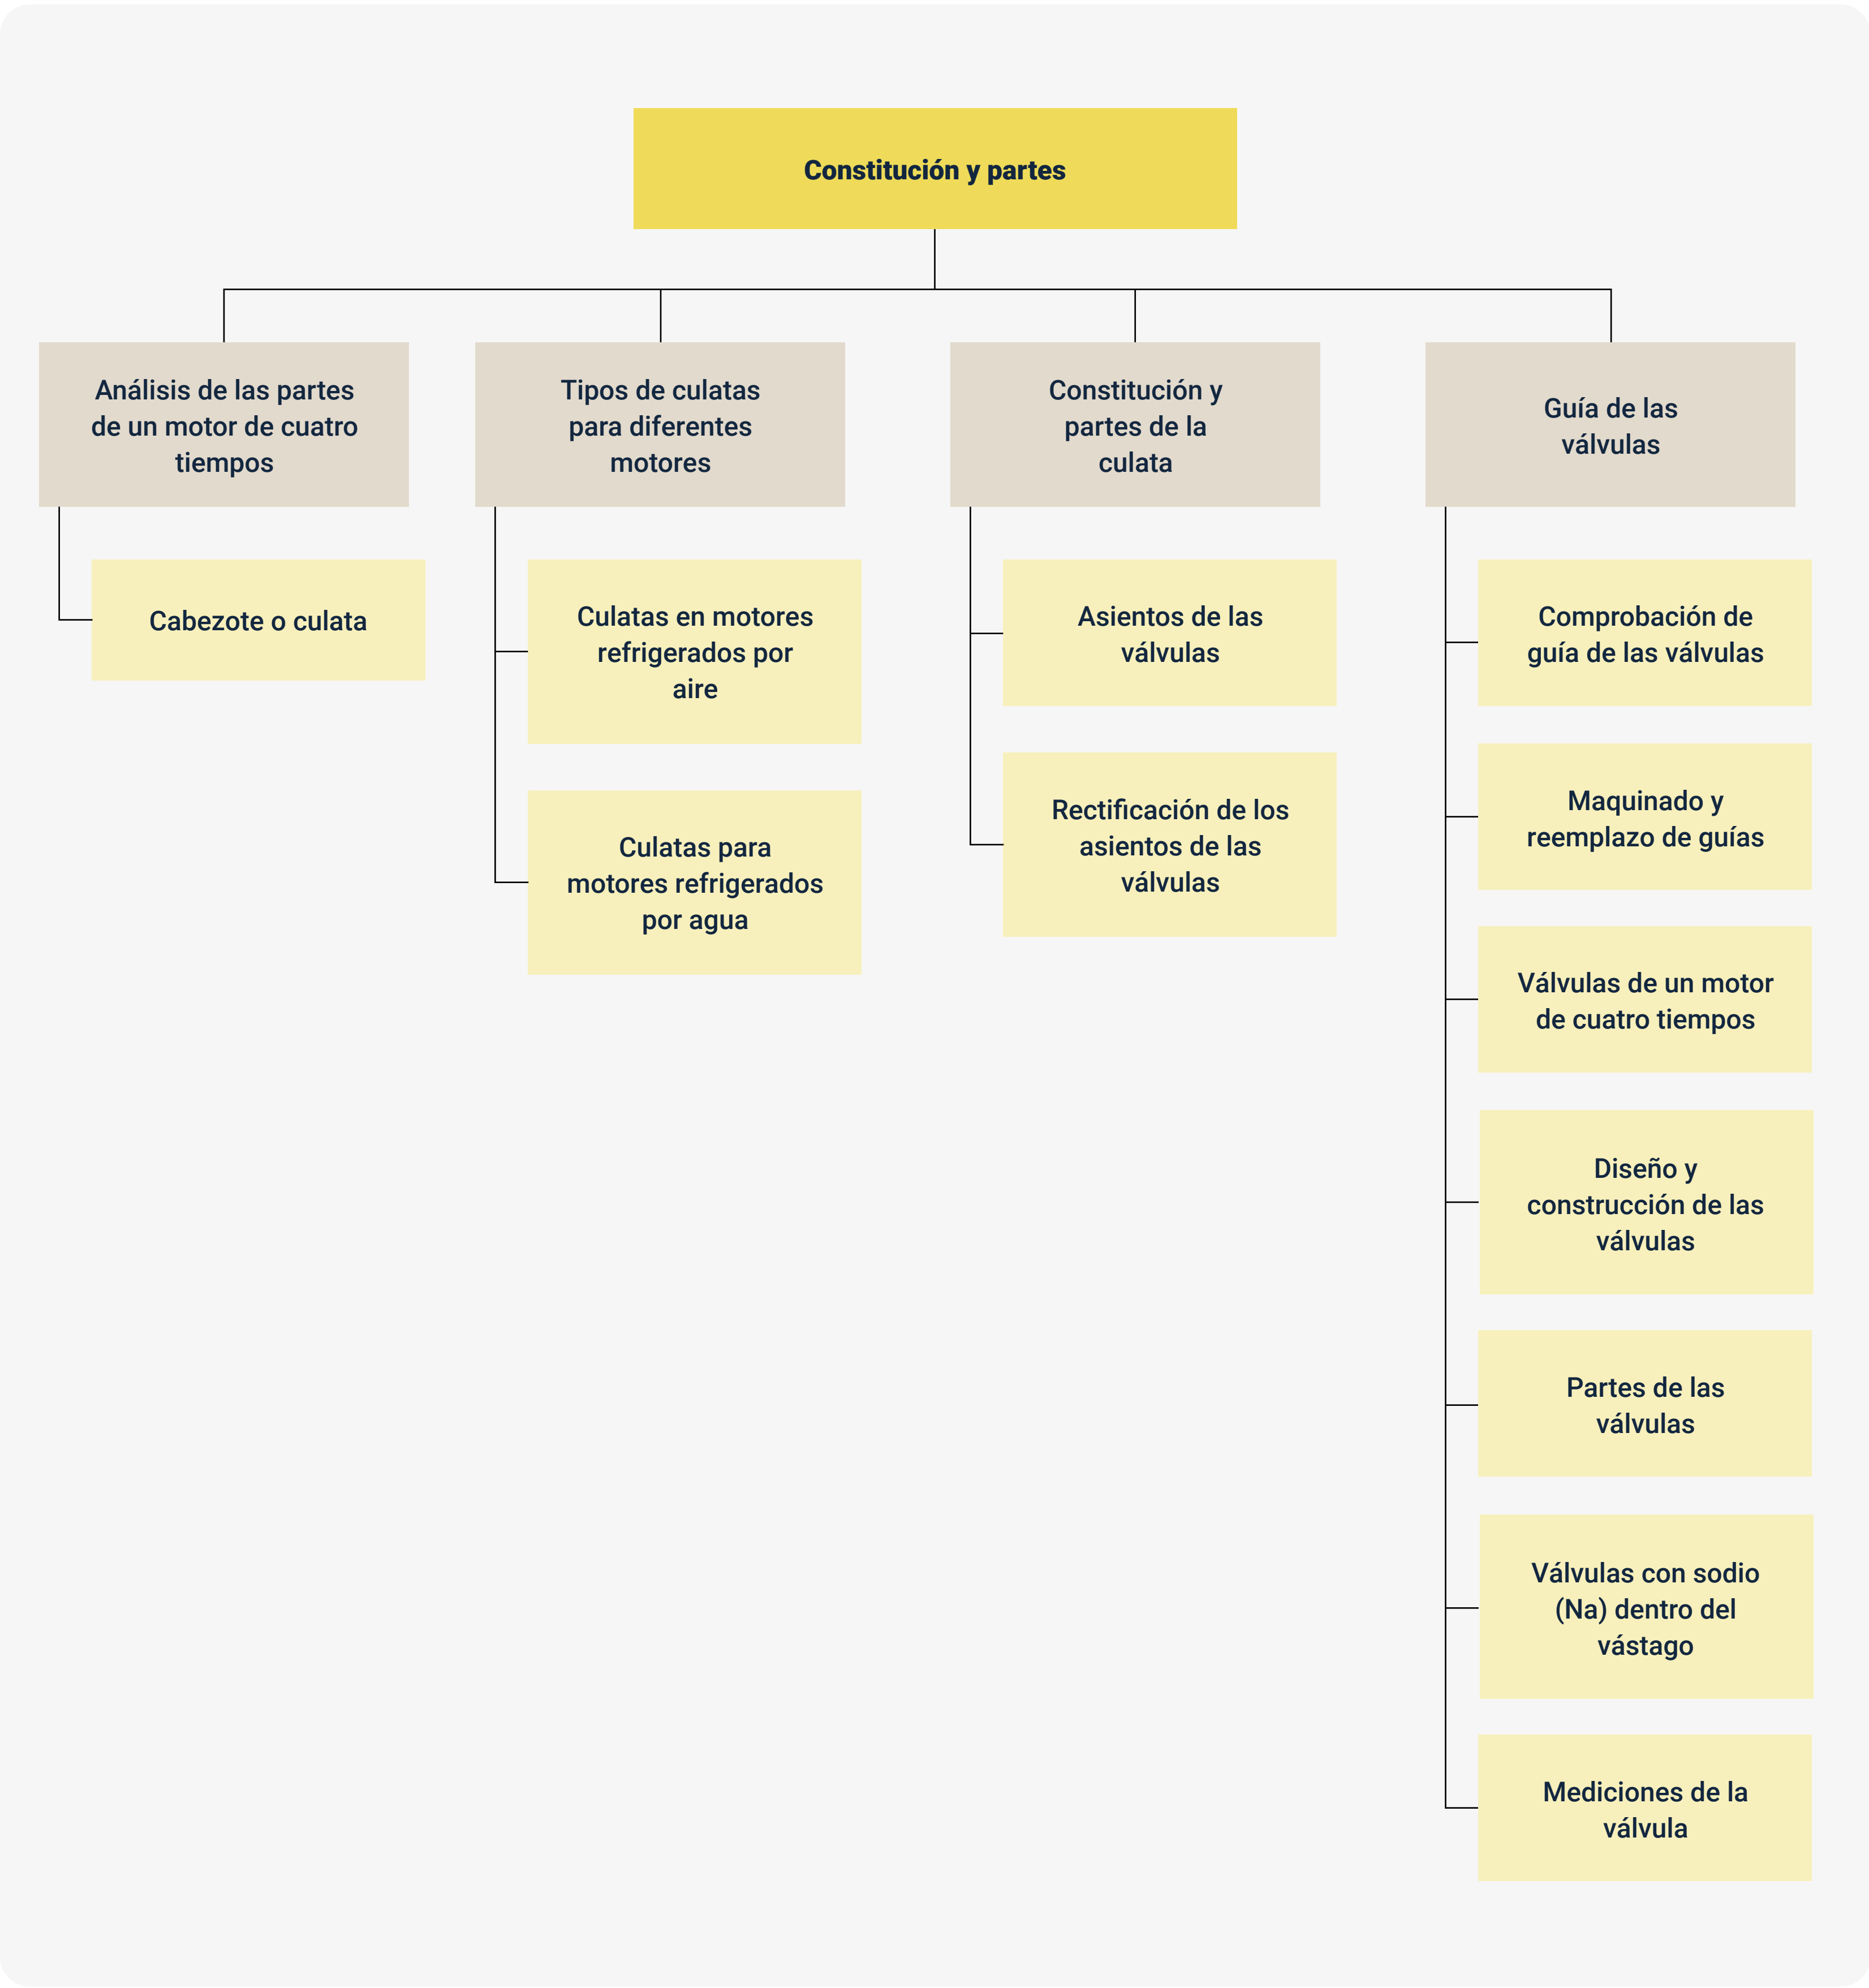 Constitución y partes
Análisis de las partes
de un motor de cuatro
tiempos
Cabezote o culata
Tipos de culatas
para diferentes
motores
Culatas en motores
refrigerados por
aire
Culatas para
motores refrigerados
por agua
Constitución y
partes de la
culata
Asientos de las
válvulas
Rectificación de los
asientos de las
válvulas
Guía de las
válvulas
Comprobación de
guía de las válvulas
Maquinado y
reemplazo de guías
Válvulas de un motor
de cuatro tiempos
Diseño y
construcción de las
válvulas
Partes de las
válvulas
Válvulas con sodio
(Na) dentro del
vástago
Mediciones de la
válvula